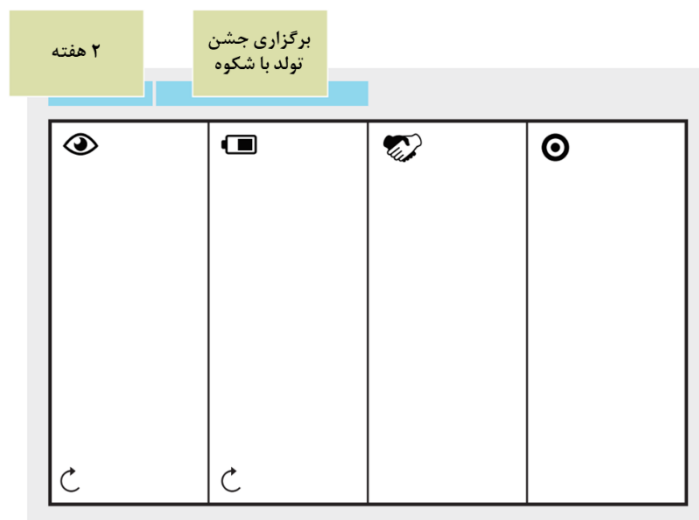 برگزاری جشن
تولد با شکوه
۲ هفته